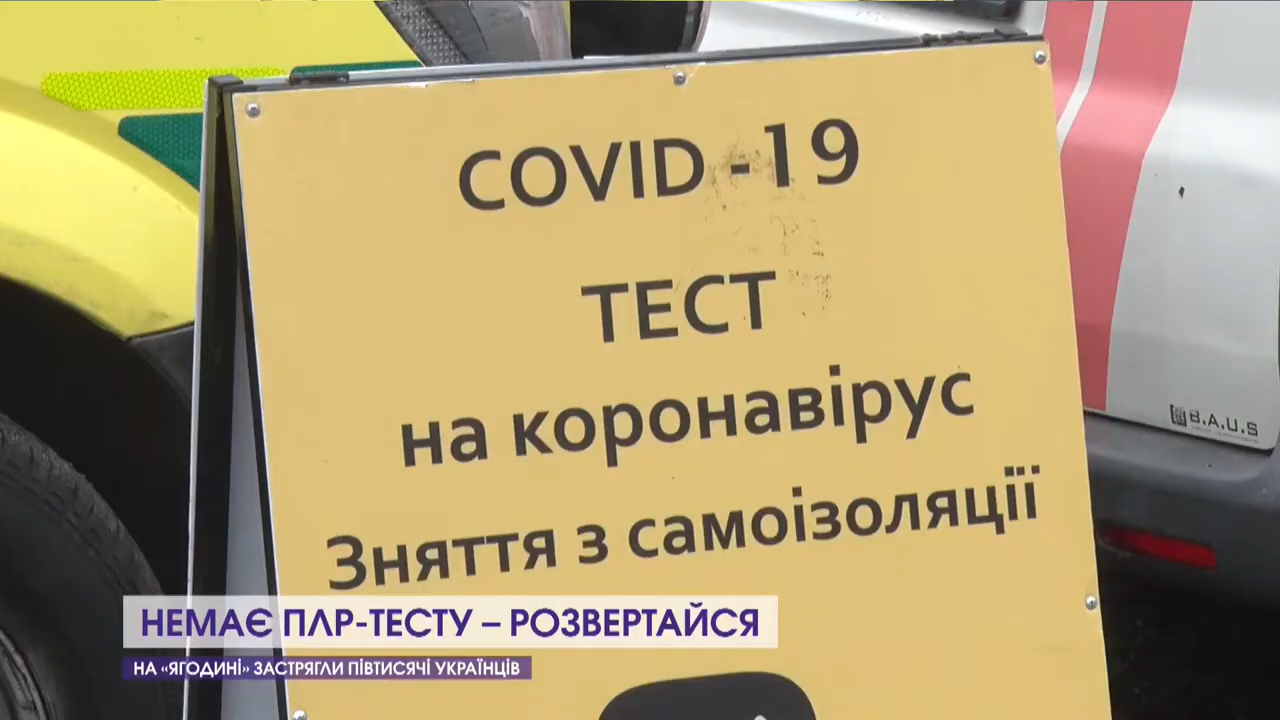 COVID -19
ТЕСТ
на коронавірус
Зняття з самоізоляції
B.A.U.S
НЕМАЄ ПЛР-ТЕСТУ – РОЗВЕРТАЙСЯ
НА «ЯГОДИНІ» ЗАСТРЯГЛИ ПІВТИСЯЧІ УКРАЇНЦІВ